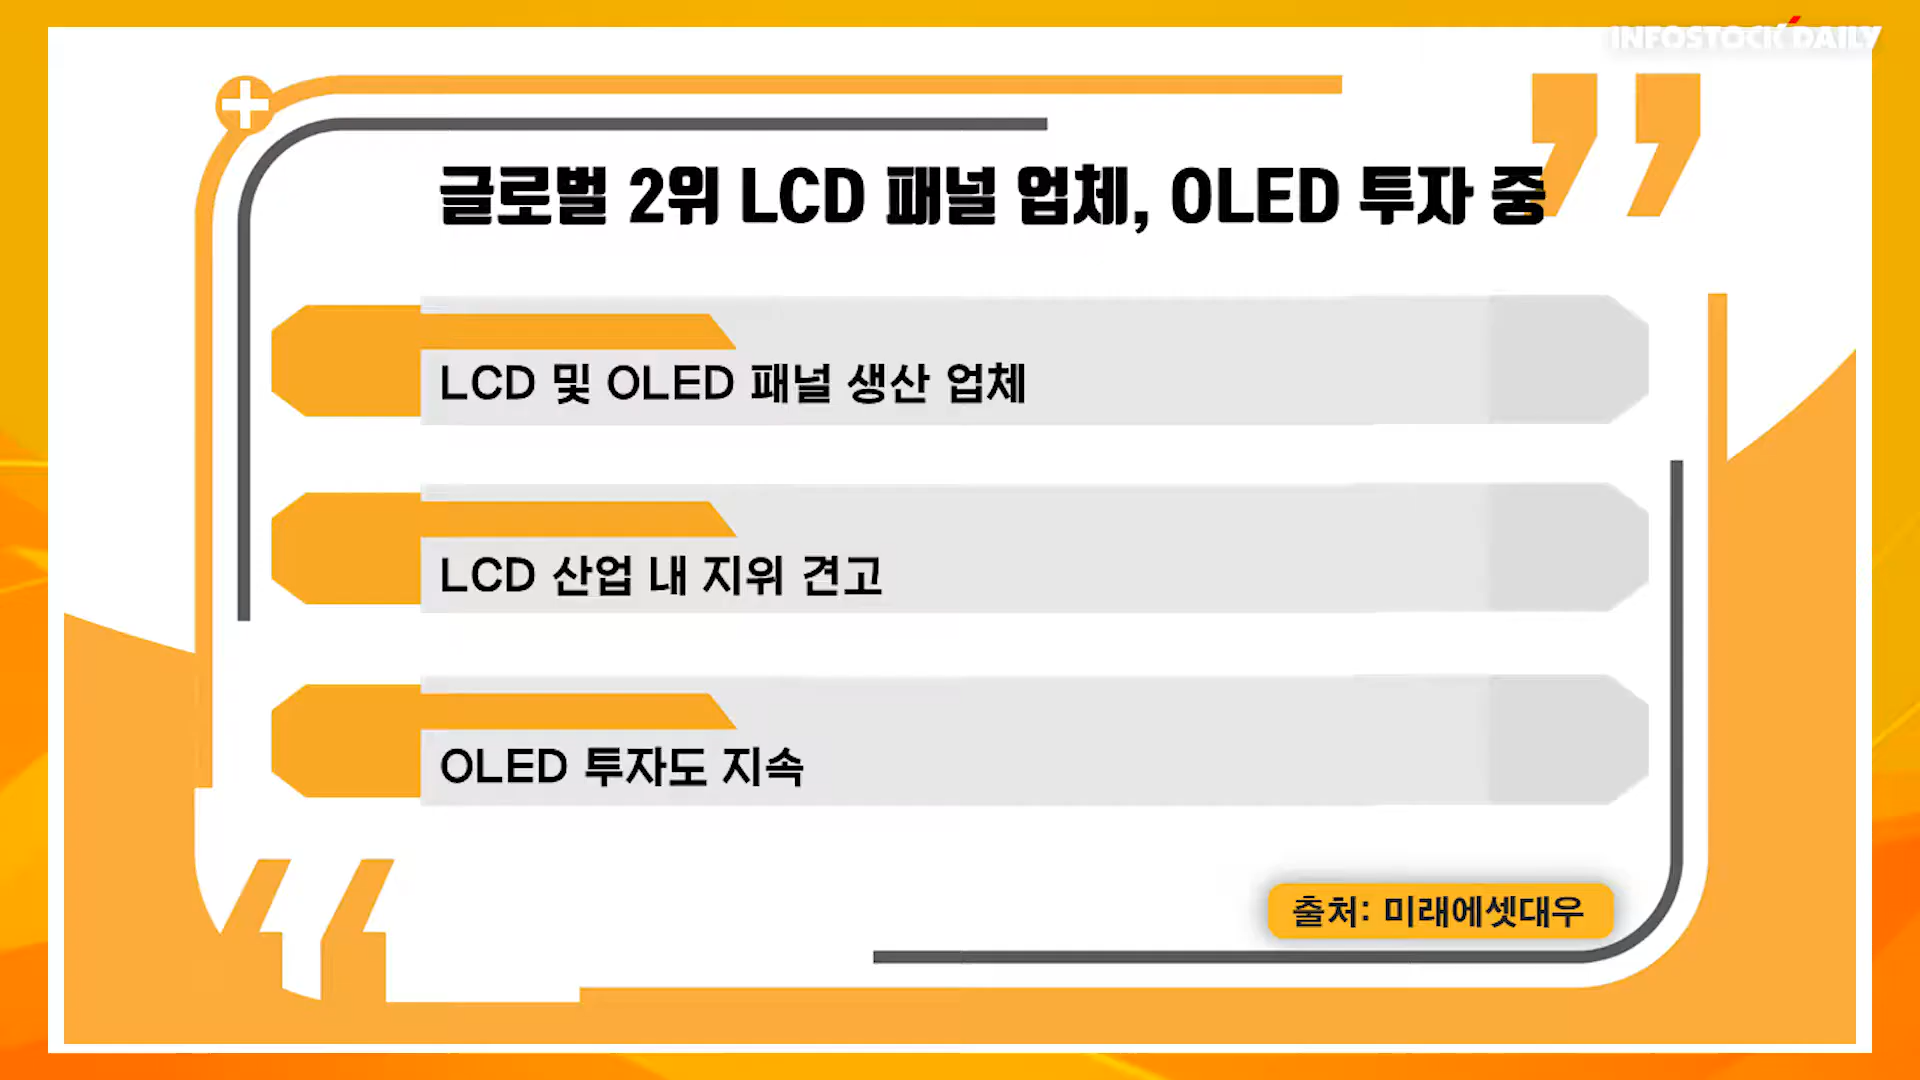 INFOSTOCK DAILY
글로벌 2위 LCD 패널 업체, OLED 투자 중
LCD 및 OLED 패널 생산 업체
LCD 산업 내 지위 견고
OLED 투자도 지속
출처: 미래에셋대우